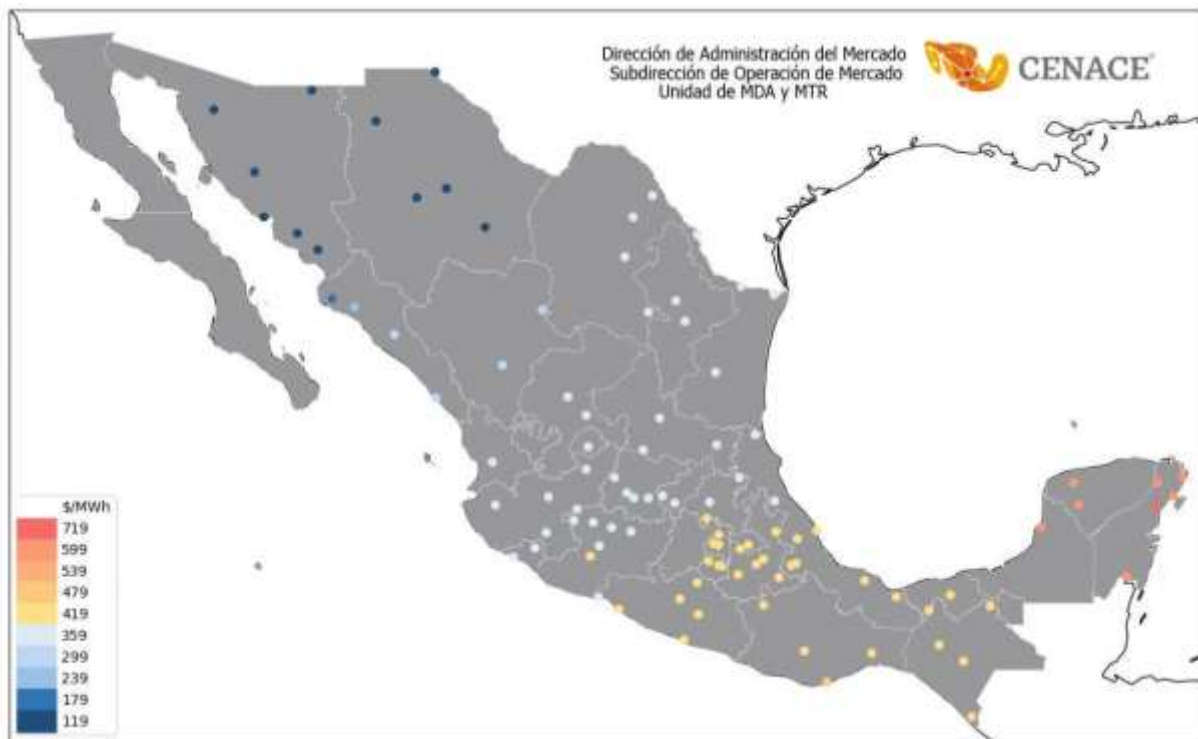 Dirección de Administración del Mercado
Subdirección de Operación de Mercado
Unidad de MDA y MTR
CENACE
$/MWh
719
599
539
479
419
359
299
239
179
119